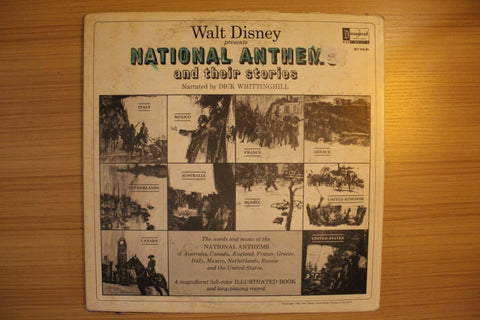 Walt Disney
presents
Disneyland
NATIONAL ANTHEMS
and their stories
Narrated by DICK WHITTINGHILL
ITALY
MEXICO
FRANCE
GREECE
NETHERLANDS
AUSTRALIA
RUSSIA
UNITED KINGDOM
CANADA
The words and music of the
NATIONAL ANTHEMS
of Australia, Canada, England, France, Greece,
Italy, Mexico, Netherlands, Russia
and the United States.
A magnificent full-color ILLUSTRATED BOOK
and long-playing record.
UNITED STATES